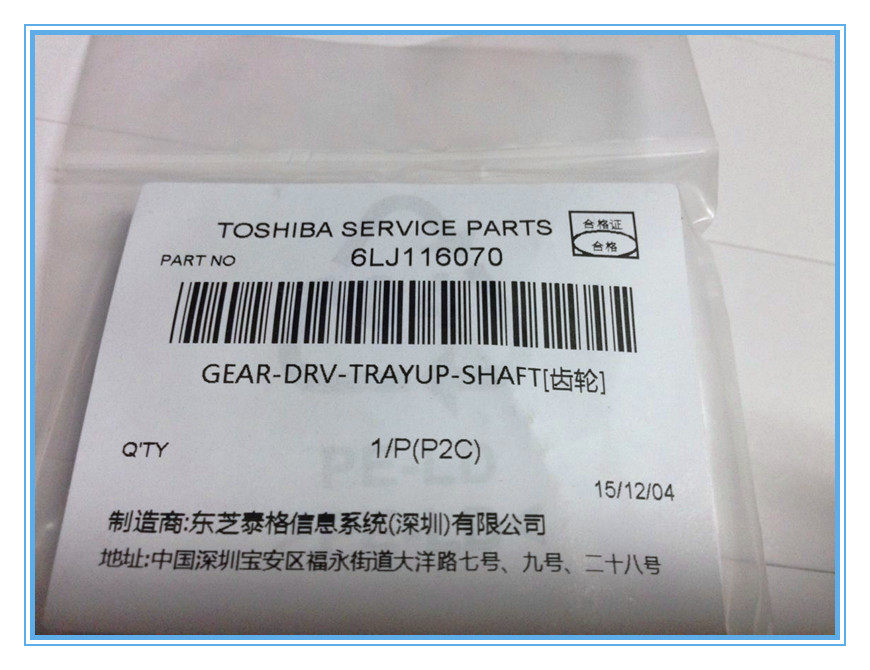 TOSHIBA SERVICE PARTS
合格证
合格
PART NO 6LJ116070
GEAR-DRV-TRAYUP-SHAFT[齿轮]
Q'TY 1/P(P2C)
PE-LD
15/12/04
制造商:东芝泰格信息系统(深圳)有限公司
地址:中国深圳宝安区福永街道大洋路七号、九号、二十八号